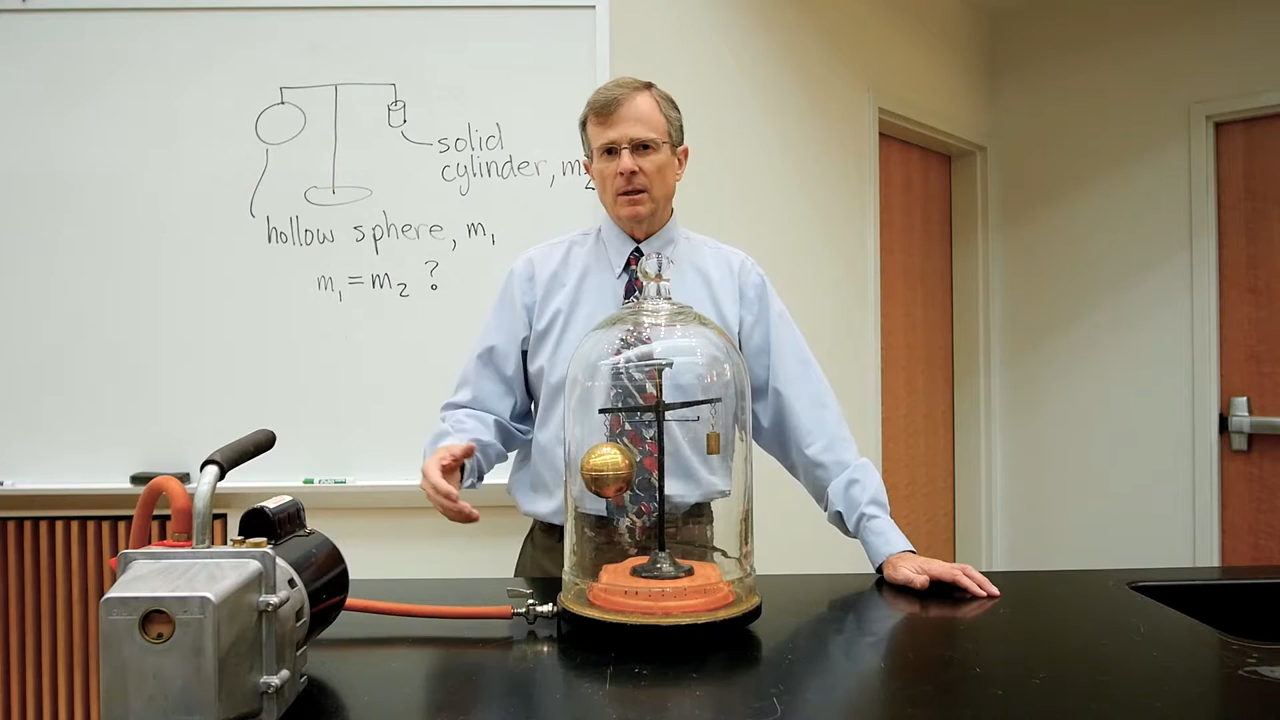 solid
cylinder, m₂
hollow sphere, m₁
m₁ = m₂ ?